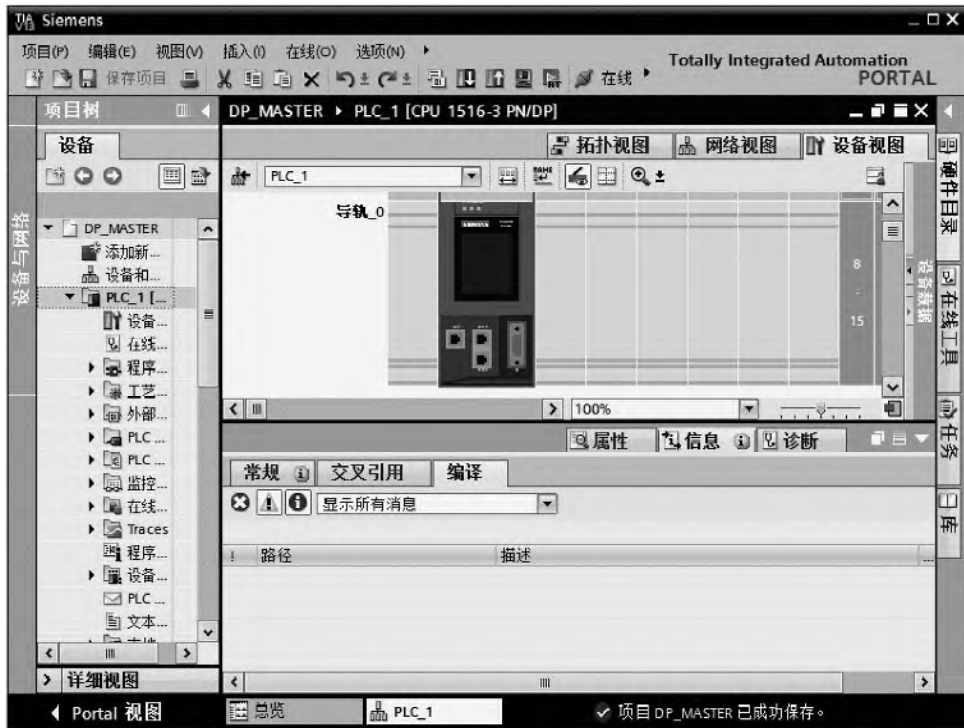 TIA V13 Siemens
项目(P) 编辑(E) 视图(V) 插入(I) 在线(O) 选项(N)
Totally Integrated Automation
PORTAL
保存项目 在线
项目树
DP_MASTER PLC_1 [CPU 1516-3 PN/DP]
设备
拓扑视图 网络视图 设备视图
PLC_1
设备与网络
DP_MASTER
添加新...
设备和...
PLC_1 [...
设备...
在线...
程序...
工艺...
外部...
PLC ...
PLC ...
监控...
在线...
Traces
程序...
设备...
PLC ...
文本...
详细视图
导轨_0
SIEMENS
8
-
15
设备数据
100%
属性 信息 诊断
常规 交叉引用 编译
显示所有消息
! 路径 描述 ...
硬件目录
在线工具
任务
库
Portal 视图 总览 PLC_1 项目 DP_MASTER 已成功保存。